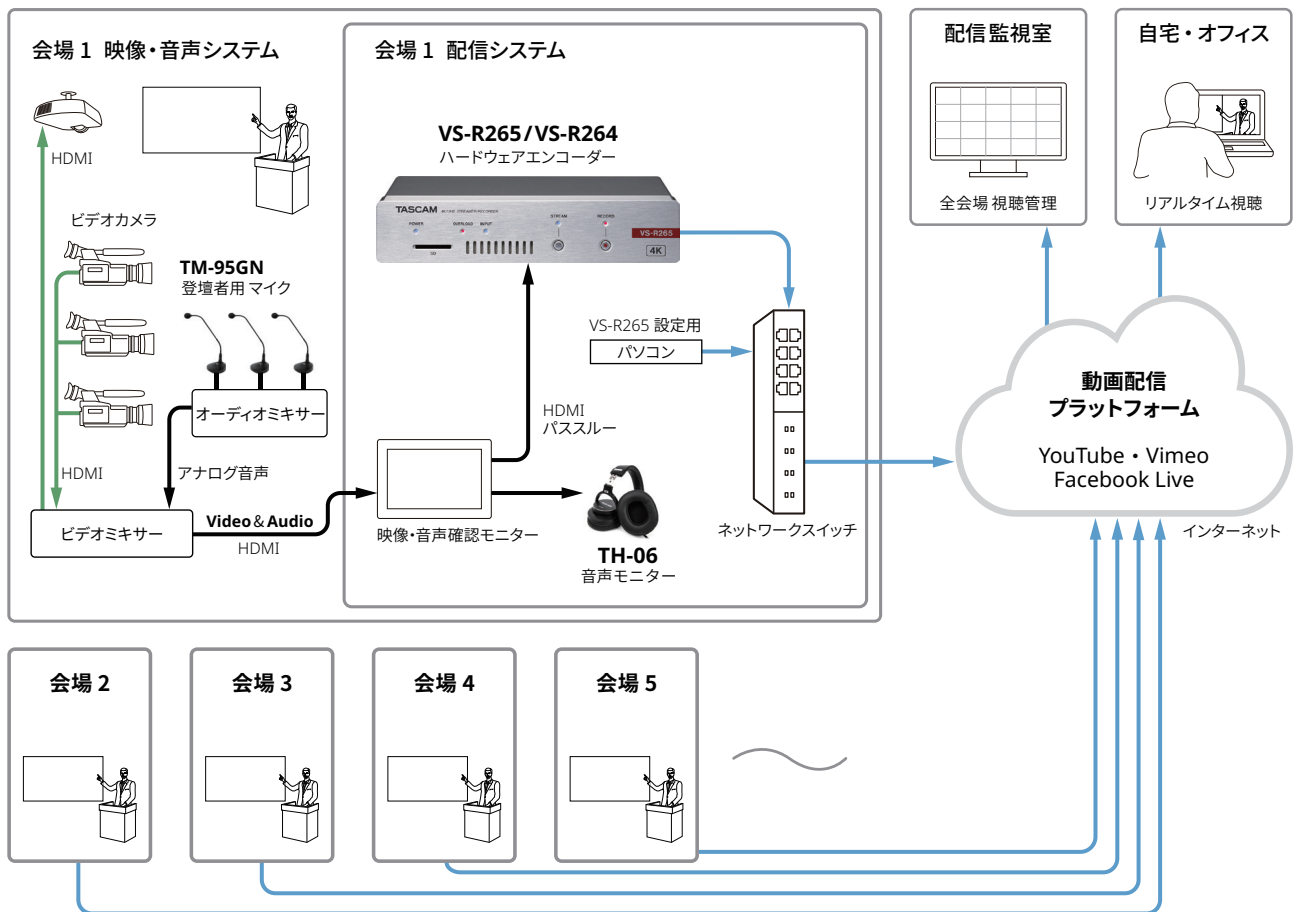 会場 1 映像・音声システム
HDMI
ビデオカメラ
TM-95GN
登壇者用 マイク
オーディオミキサー
HDMI
アナログ音声
ビデオミキサー
Video & Audio
HDMI
会場 1 配信システム
VS-R265/VS-R264
ハードウェアエンコーダー
TASCAM
POWER
OVERLOAD
INPUT
STREAM
RECORD
VS-R265
4K
VS-R265 設定用
パソコン
HDMI
パススルー
映像・音声確認モニター
TH-06
音声モニター
ネットワークスイッチ
配信監視室
全会場 視聴管理
自宅・オフィス
リアルタイム視聴
動画配信
プラットフォーム
YouTube・Vimeo
Facebook Live
インターネット
会場 2
会場 3
会場 4
会場 5